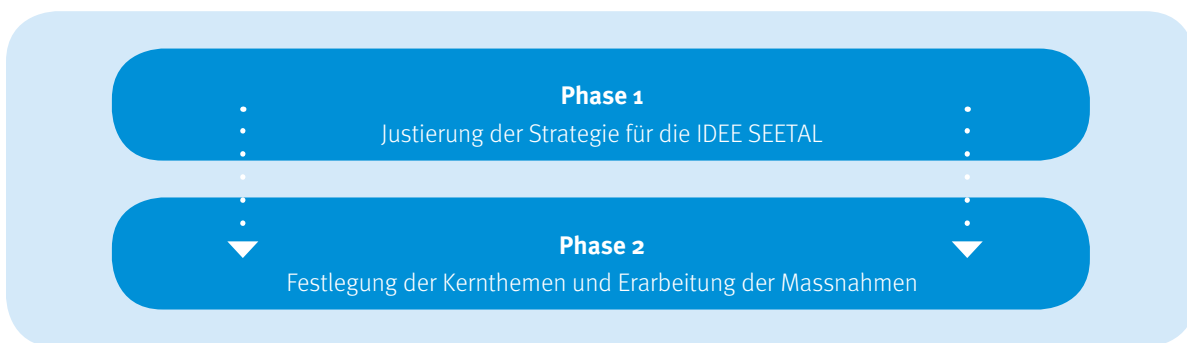 Phase 1
Justierung der Strategie für die IDEE SEETAL
Phase 2
Festlegung der Kernthemen und Erarbeitung der Massnahmen